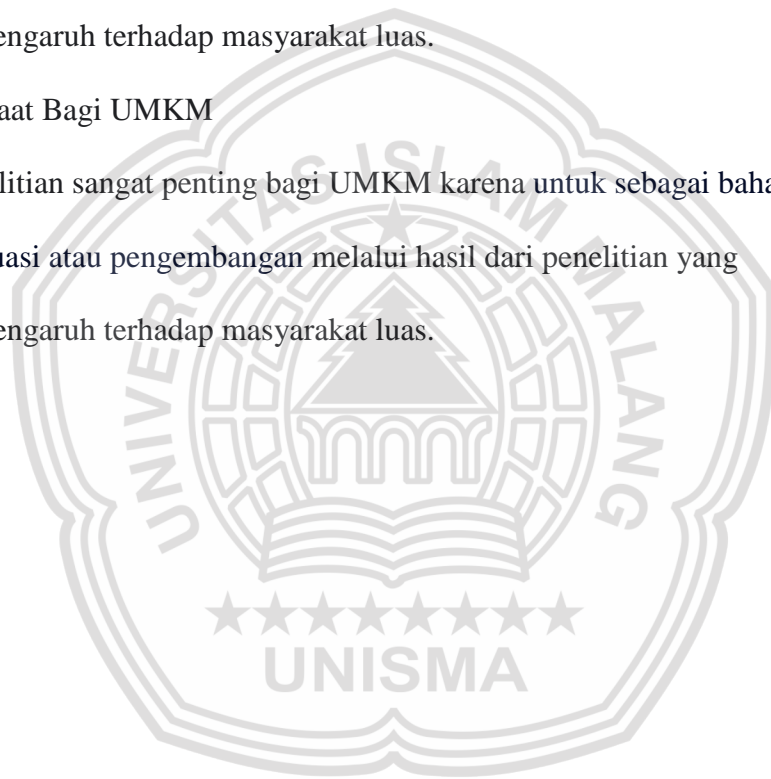 engaruh terhadap masyarakat luas.
aat Bagi UMKM
litian sangat penting bagi UMKM karena untuk sebagai baha
uasi atau pengembangan melalui hasil dari penelitian yang
engaruh terhadap masyarakat luas.
UNIVERSITAS ISLAM MALANG
UNISMA